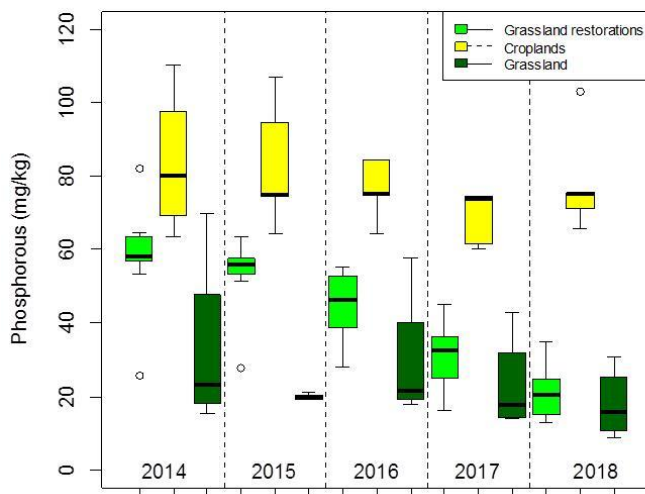 120
100
80
60
40
20
0
Phosphorous (mg/kg)
Grassland restorations
Croplands
Grassland
2014 2015 2016 2017 2018